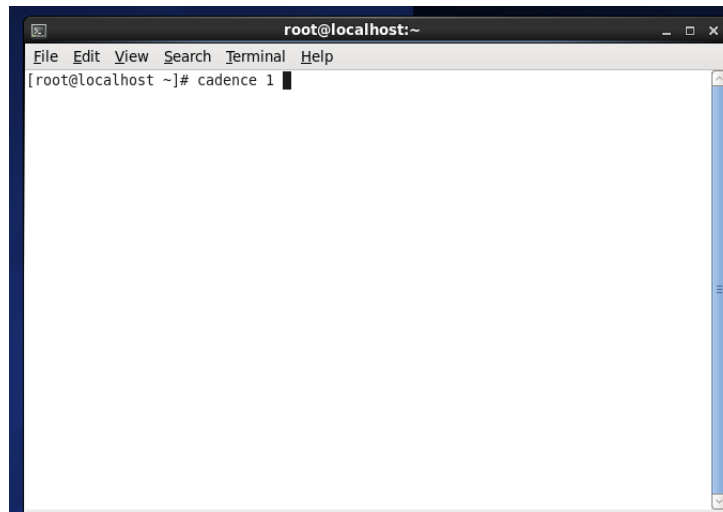 root@localhost:~
File Edit View Search Terminal Help
[root@localhost ~]# cadence 1